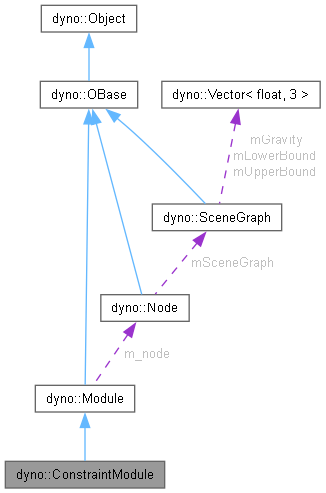 dyno::Object
dyno::OBase
dyno::Vector< float, 3 >
mGravity
mLowerBound
mUpperBound
dyno::SceneGraph
mSceneGraph
dyno::Node
m_node
dyno::Module
dyno::ConstraintModule